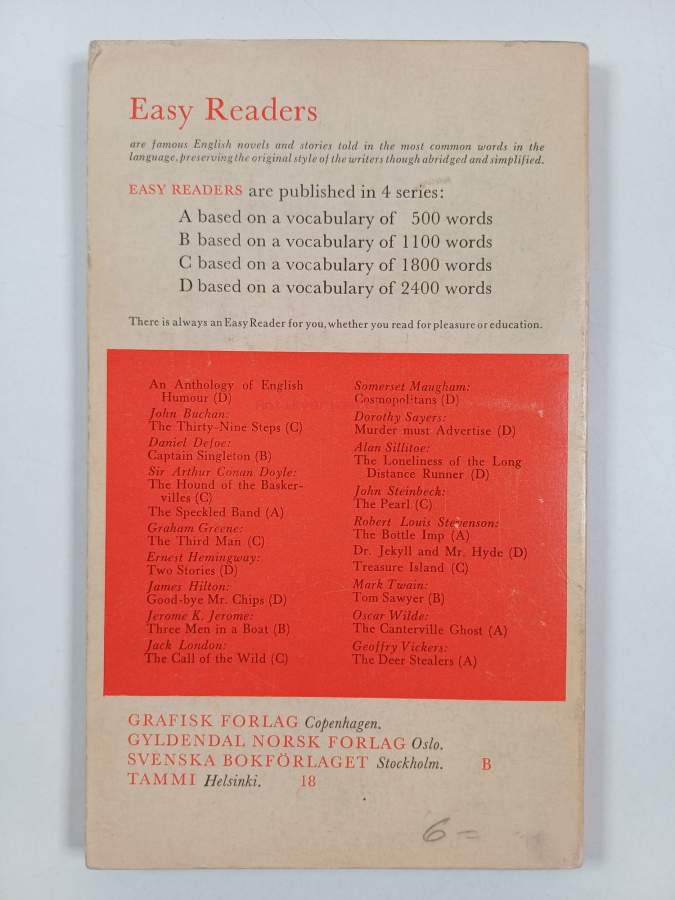 Easy Readers
are famous English novels and stories told in the most common words in the
language, preserving the original style of the writers though abridged and simplified.
EASY READERS are published in 4 series:
A based on a vocabulary of 500 words
B based on a vocabulary of 1100 words
C based on a vocabulary of 1800 words
D based on a vocabulary of 2400 words
There is always an Easy Reader for you, whether you read for pleasure or education.
An Anthology of English
Humour (D)
John Buchan:
The Thirty-Nine Steps (C)
Daniel Defoe:
Captain Singleton (B)
Sir Arthur Conan Doyle:
The Hound of the Basker-
villes (C)
The Speckled Band (A)
Graham Greene:
The Third Man (C)
Ernest Hemingway:
Two Stories (D)
James Hilton:
Good-bye Mr. Chips (D)
Jerome K. Jerome:
Three Men in a Boat (B)
Jack London:
The Call of the Wild (C)
Somerset Maugham:
Cosmopolitans (D)
Dorothy Sayers:
Murder must Advertise (D)
Alan Sillitoe:
The Loneliness of the Long
Distance Runner (D)
John Steinbeck:
The Pearl (C)
Robert Louis Stevenson:
The Bottle Imp (A)
Dr. Jekyll and Mr. Hyde (D)
Treasure Island (C)
Mark Twain:
Tom Sawyer (B)
Oscar Wilde:
The Canterville Ghost (A)
Geoffry Vickers:
The Deer Stealers (A)
GRAFISK FORLAG Copenhagen.
GYLDENDAL NORSK FORLAG Oslo.
SVENSKA BOKFÖRLAGET Stockholm. B
TAMMI Helsinki. 18
6 =